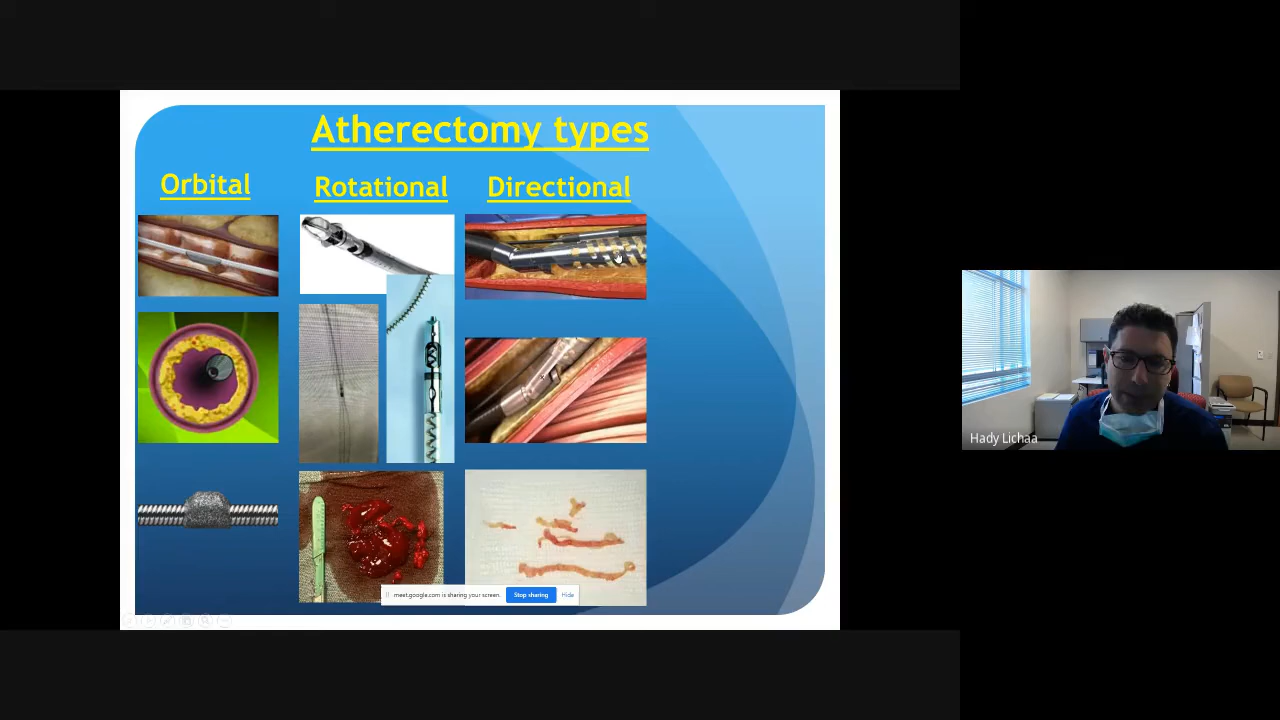 Atherectomy types
Orbital
Rotational
Directional
meet.google.com is sharing your screen.
Stop sharing
Hide
Hady Lichaa